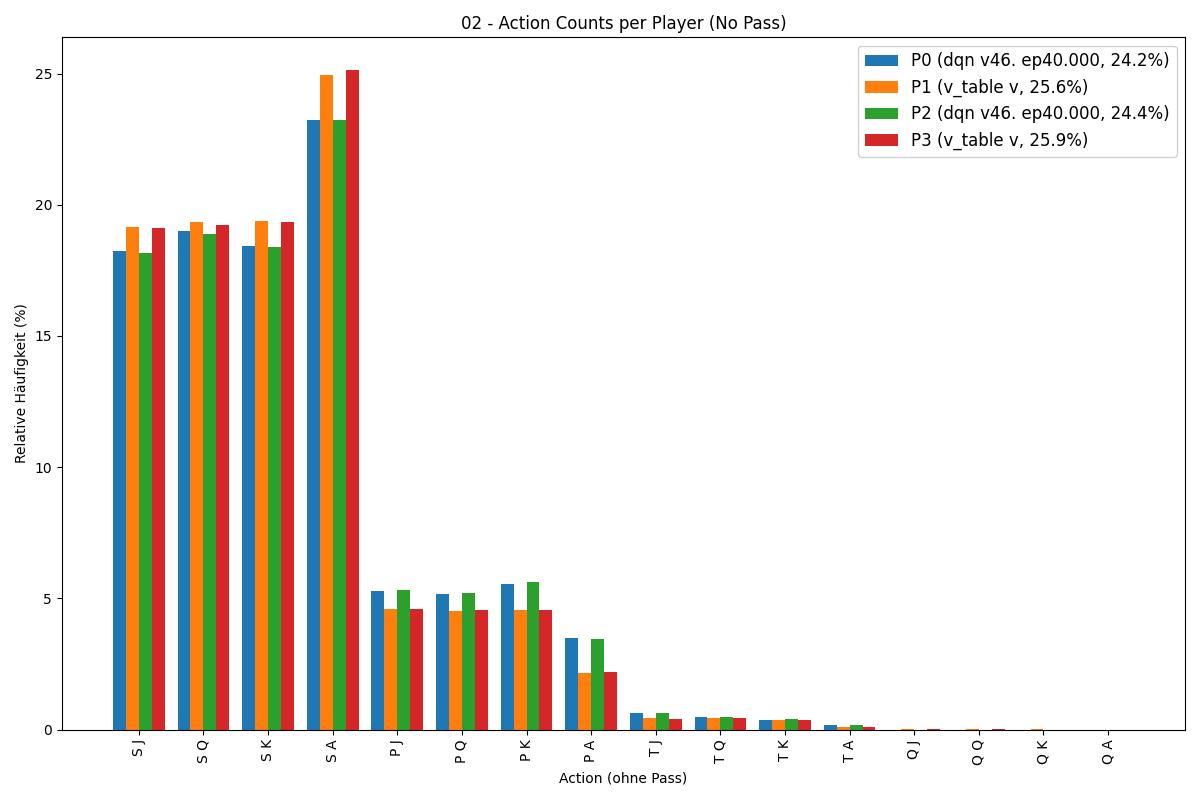 02 - Action Counts per Player (No Pass)
P0 (dqn v46. ep40.000, 24.2%)
P1 (v_table v, 25.6%)
P2 (dqn v46. ep40.000, 24.4%)
P3 (v_table v, 25.9%)
Relative Häufigkeit (%)
25
20
15
10
5
0
S J
S Q
S K
S A
P J
P Q
P K
P A
T J
T Q
T K
T A
Q J
Q Q
Q K
Q A
Action (ohne Pass)